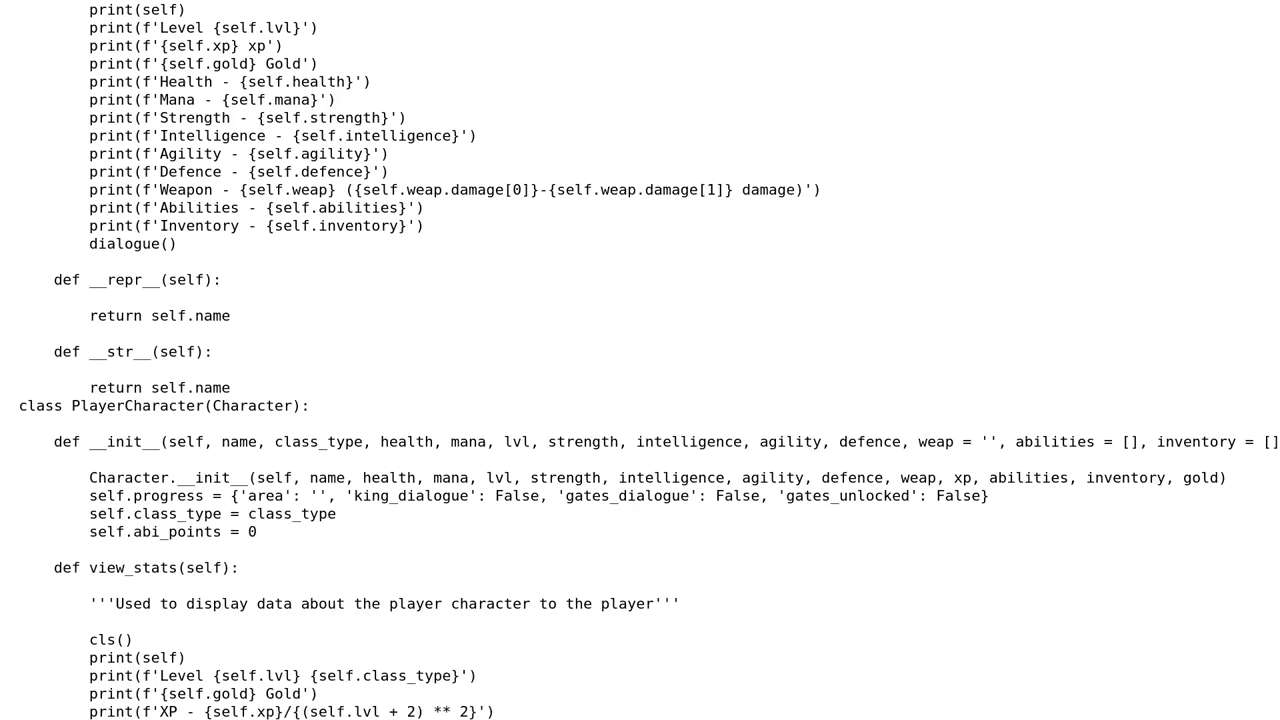 print(self)
        print(f'Level {self.lvl}')
        print(f'{self.xp} xp')
        print(f'{self.gold} Gold')
        print(f'Health - {self.health}')
        print(f'Mana - {self.mana}')
        print(f'Strength - {self.strength}')
        print(f'Intelligence - {self.intelligence}')
        print(f'Agility - {self.agility}')
        print(f'Defence - {self.defence}')
        print(f'Weapon - {self.weap} ({self.weap.damage[0]}-{self.weap.damage[1]} damage)')
        print(f'Abilities - {self.abilities}')
        print(f'Inventory - {self.inventory}')
        dialogue()
    def __repr__(self):
        return self.name
    def __str__(self):
        return self.name
class PlayerCharacter(Character):
    def __init__(self, name, class_type, health, mana, lvl, strength, intelligence, agility, defence, weap = '', abilities = [], inventory = []
        Character.__init__(self, name, health, mana, lvl, strength, intelligence, agility, defence, weap, xp, abilities, inventory, gold)
        self.progress = {'area': '', 'king_dialogue': False, 'gates_dialogue': False, 'gates_unlocked': False}
        self.class_type = class_type
        self.abi_points = 0
    def view_stats(self):
        '''Used to display data about the player character to the player'''
        cls()
        print(self)
        print(f'Level {self.lvl} {self.class_type}')
        print(f'{self.gold} Gold')
        print(f'XP - {self.xp}/{(self.lvl + 2) ** 2}')